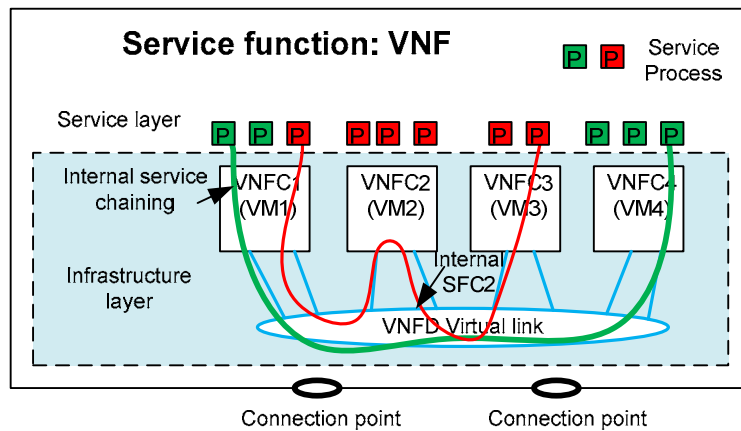 Service function: VNF
P P Service
Process
Service layer
P P P P P P P P P P P
Internal service
chaining
VNFC1
(VM1)
VNFC2
(VM2)
VNFC3
(VM3)
VNFC4
(VM4)
Internal
SFC2
Infrastructure
layer
VNFD Virtual link
Connection point
Connection point